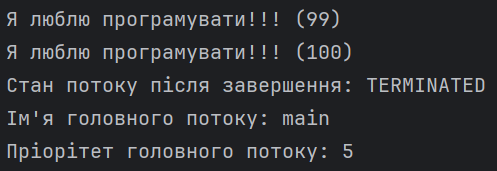 Я люблю програмувати!!! (99)
Я люблю програмувати!!! (100)
Стан потоку після завершення: TERMINATED
Ім'я головного потоку: main
Пріорітет головного потоку: 5